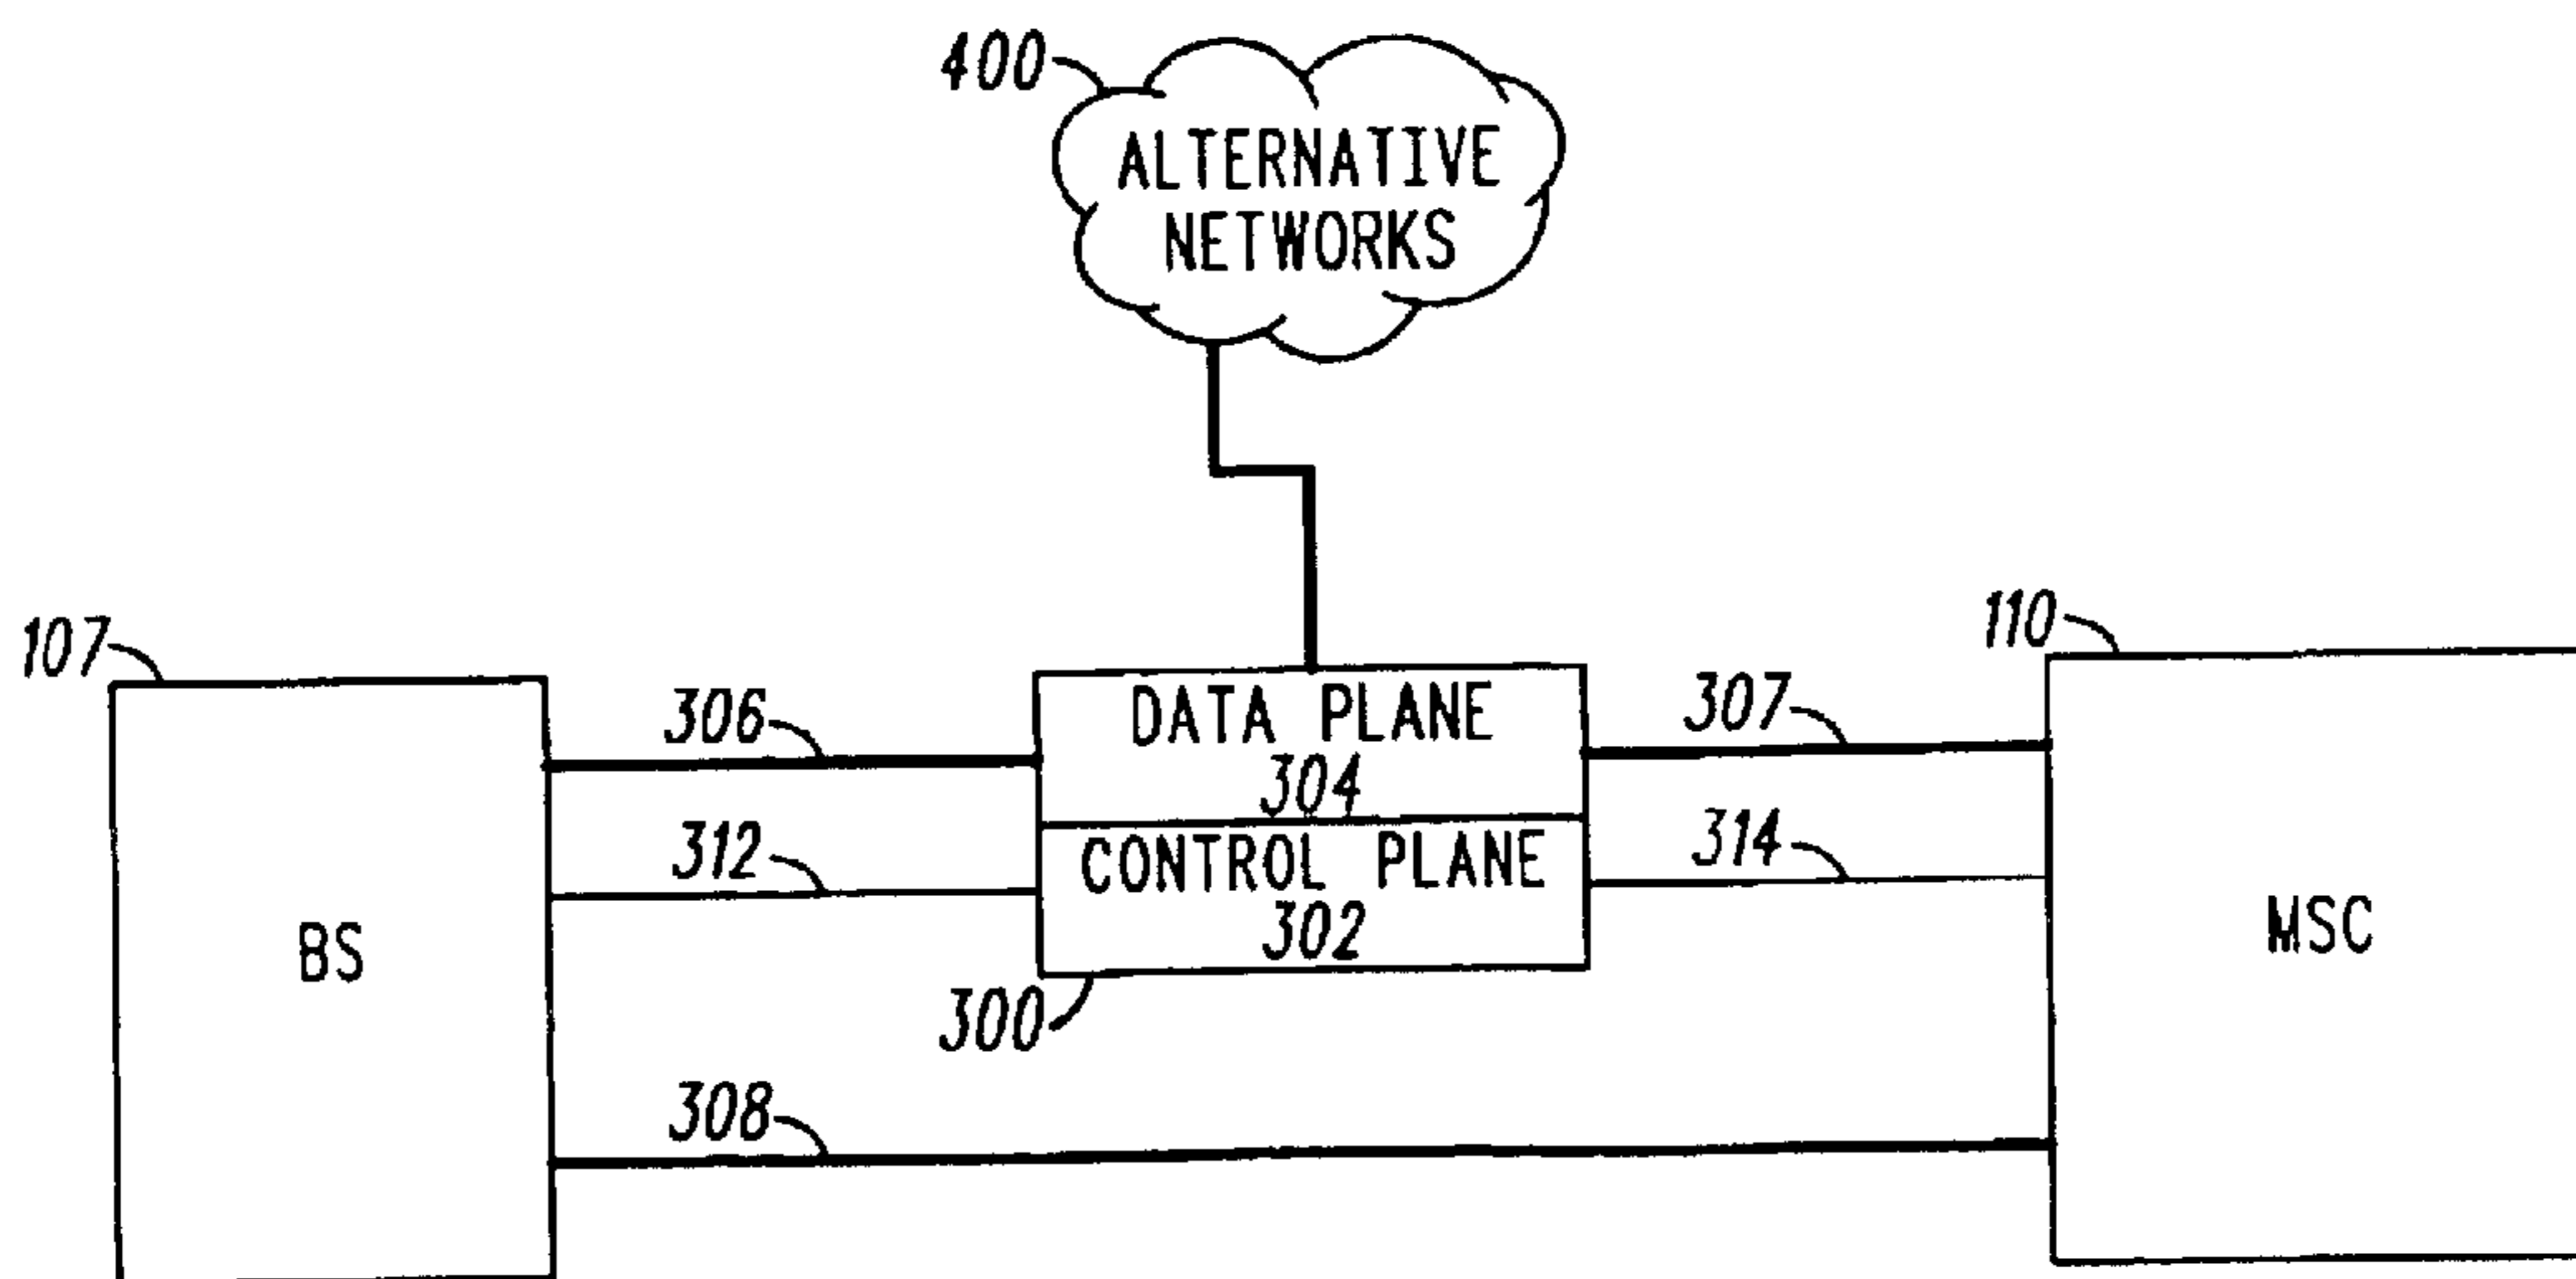 400
ALTERNATIVE
NETWORKS
107
110
306
DATA PLANE
304
307
312
CONTROL PLANE
302
314
BS
MSC
300
308